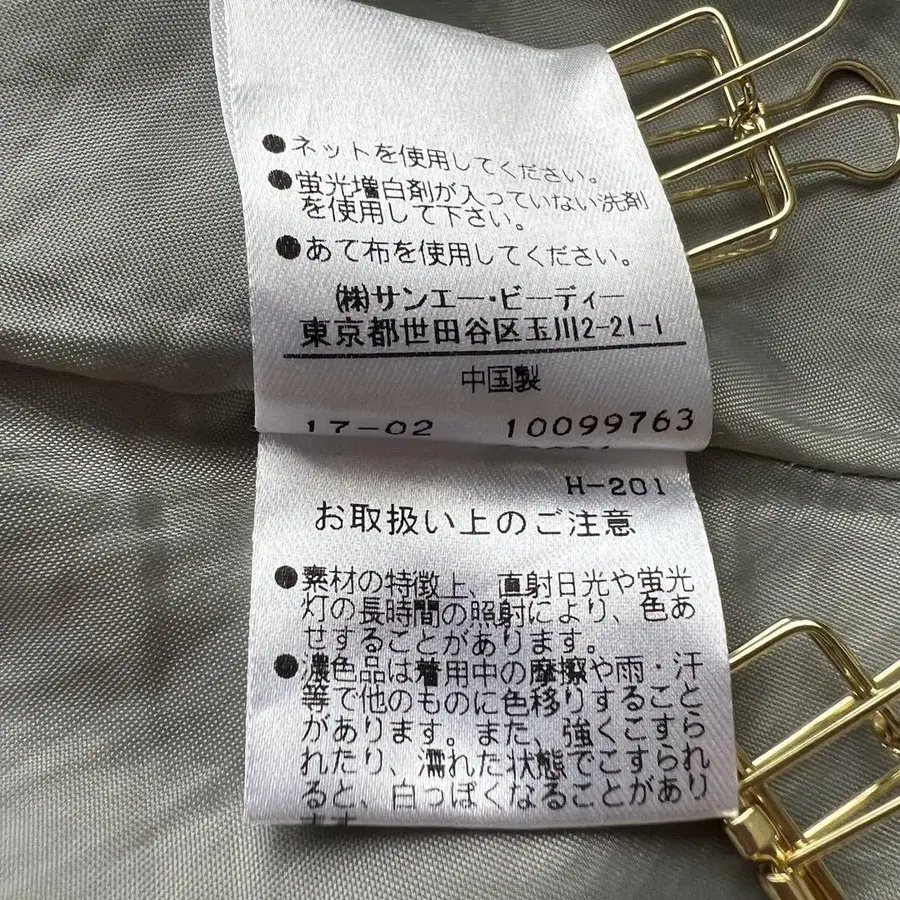 ●ネットを使用してください。
●蛍光増白剤が入っていない洗剤
を使用して下さい。
●あて布を使用してください。
㈱サンエー・ビーディー
東京都世田谷区玉川2-21-1
中国製
17-02 10099763
H-201
お取扱い上のご注意
●素材の特徴上、直射日光や蛍光
灯の長時間の照射により、色あ
せすることがあります。
●濃色品は着用中の摩擦や雨・汗
等で他のものに色移りすること
があります。また、強くこすら
れたり、濡れた状態でこすられ
ると、白っぽくなることがあり
ます。